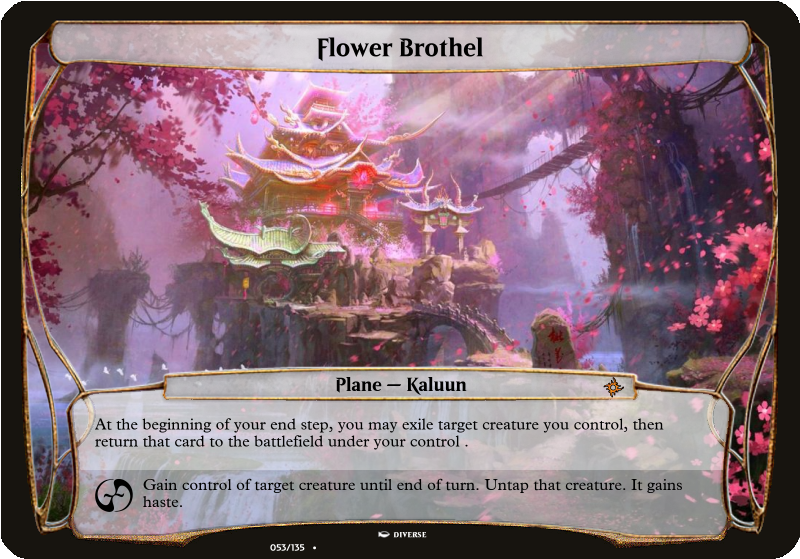 Flower Brothel
Plane — Kaluun
At the beginning of your end step, you may exile target creature you control, then
return that card to the battlefield under your control .
Gain control of target creature until end of turn. Untap that creature. It gains
haste.
DIVERSE
053/135 •